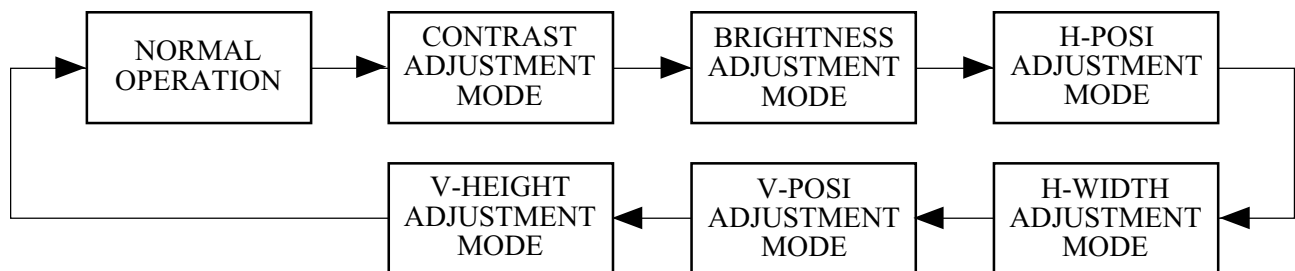 NORMAL
OPERATION
CONTRAST
ADJUSTMENT
MODE
BRIGHTNESS
ADJUSTMENT
MODE
H-POSI
ADJUSTMENT
MODE
V-HEIGHT
ADJUSTMENT
MODE
V-POSI
ADJUSTMENT
MODE
H-WIDTH
ADJUSTMENT
MODE